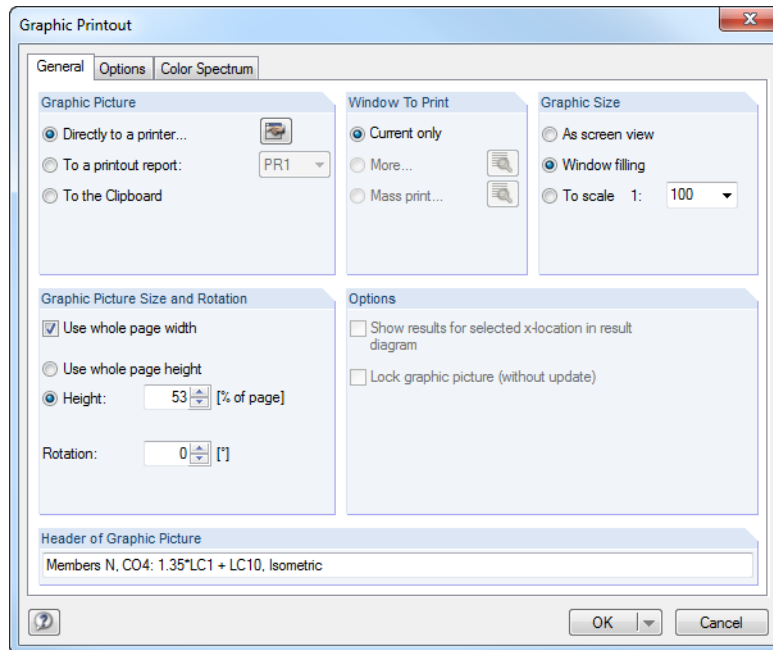 Graphic Printout
General
Options
Color Spectrum
Graphic Picture
Directly to a printer...
To a printout report:
PR1
To the Clipboard
Window To Print
Current only
More...
Mass print...
Graphic Size
As screen view
Window filling
To scale 1: 100
Graphic Picture Size and Rotation
Use whole page width
Use whole page height
Height: 53 [% of page]
Rotation: 0 [°]
Options
Show results for selected x-location in result
diagram
Lock graphic picture (without update)
Header of Graphic Picture
Members N, CO4: 1.35*LC1 + LC10, Isometric
OK
Cancel